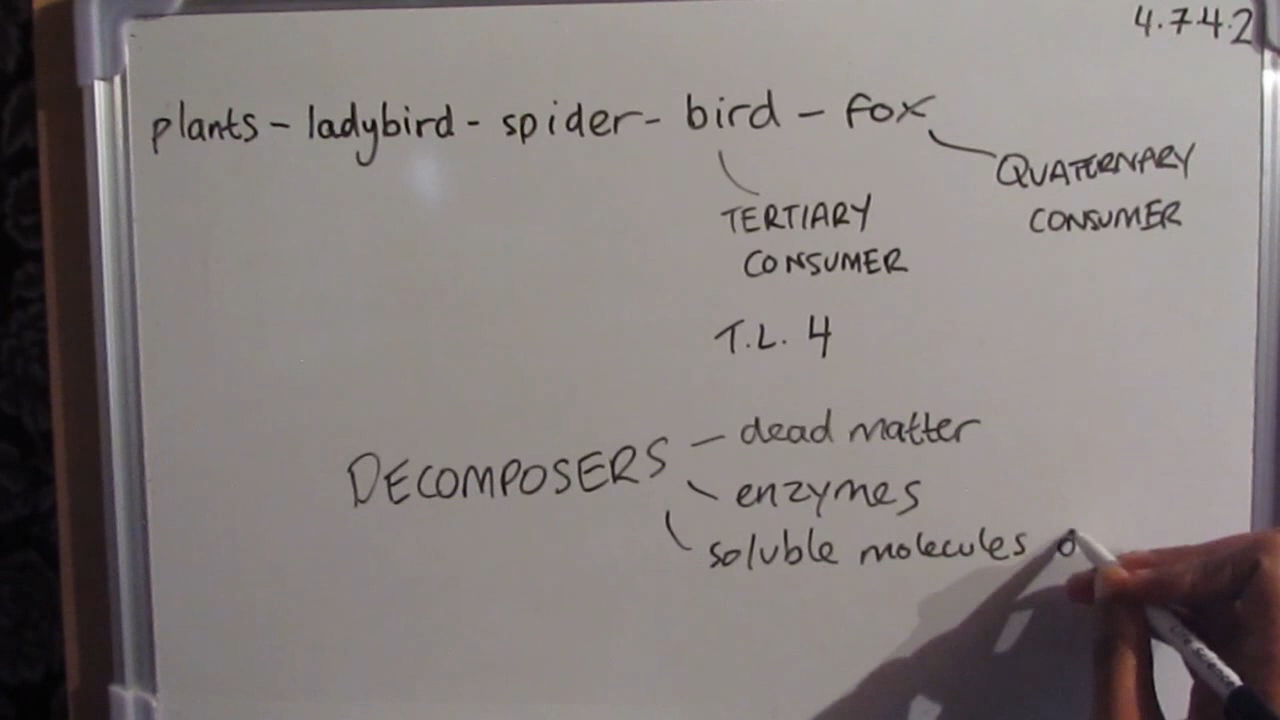 4.7.4.2
plants - ladybird - spider - bird - fox
QUATERNARY
CONSUMER
TERTIARY
CONSUMER
T.L. 4
DECOMPOSERS
- dead matter
enzymes
soluble molecules